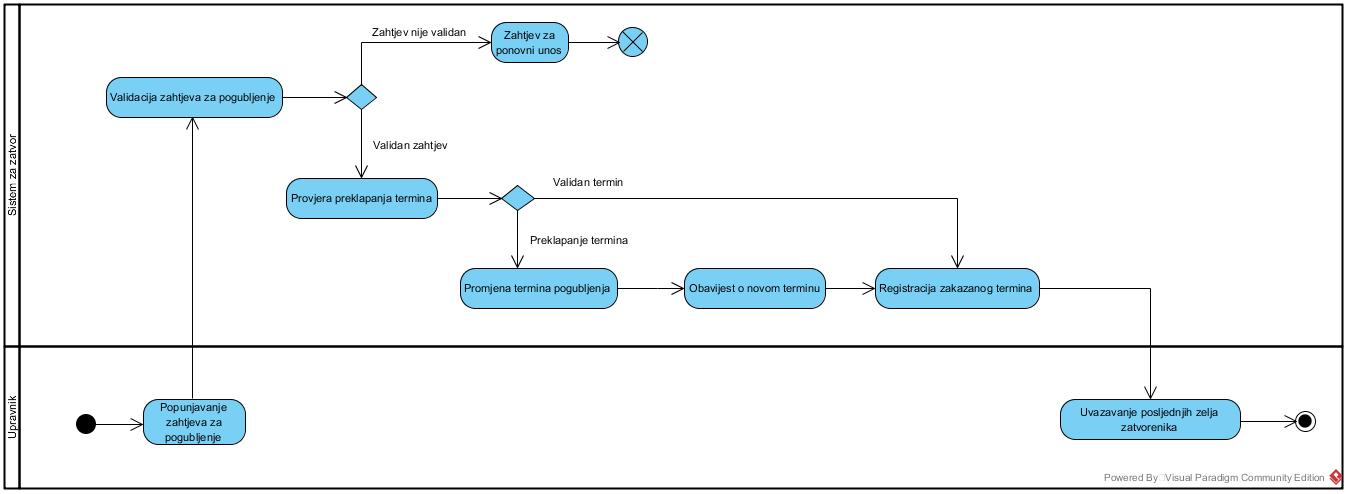 Sistem za zatvor
Zahtjev nije validan
Zahtjev za
ponovni unos
Validacija zahtjeva za pogubljenje
Validan zahtjev
Provjera preklapanja termina
Validan termin
Preklapanje termina
Promjena termina pogubljenja
Obavijest o novom terminu
Registracija zakazanog termina
Upravnik
Popunjavanje
zahtjeva za
pogubljenje
Uvazavanje posljednjih zelja
zatvorenika
Powered By Visual Paradigm Community Edition